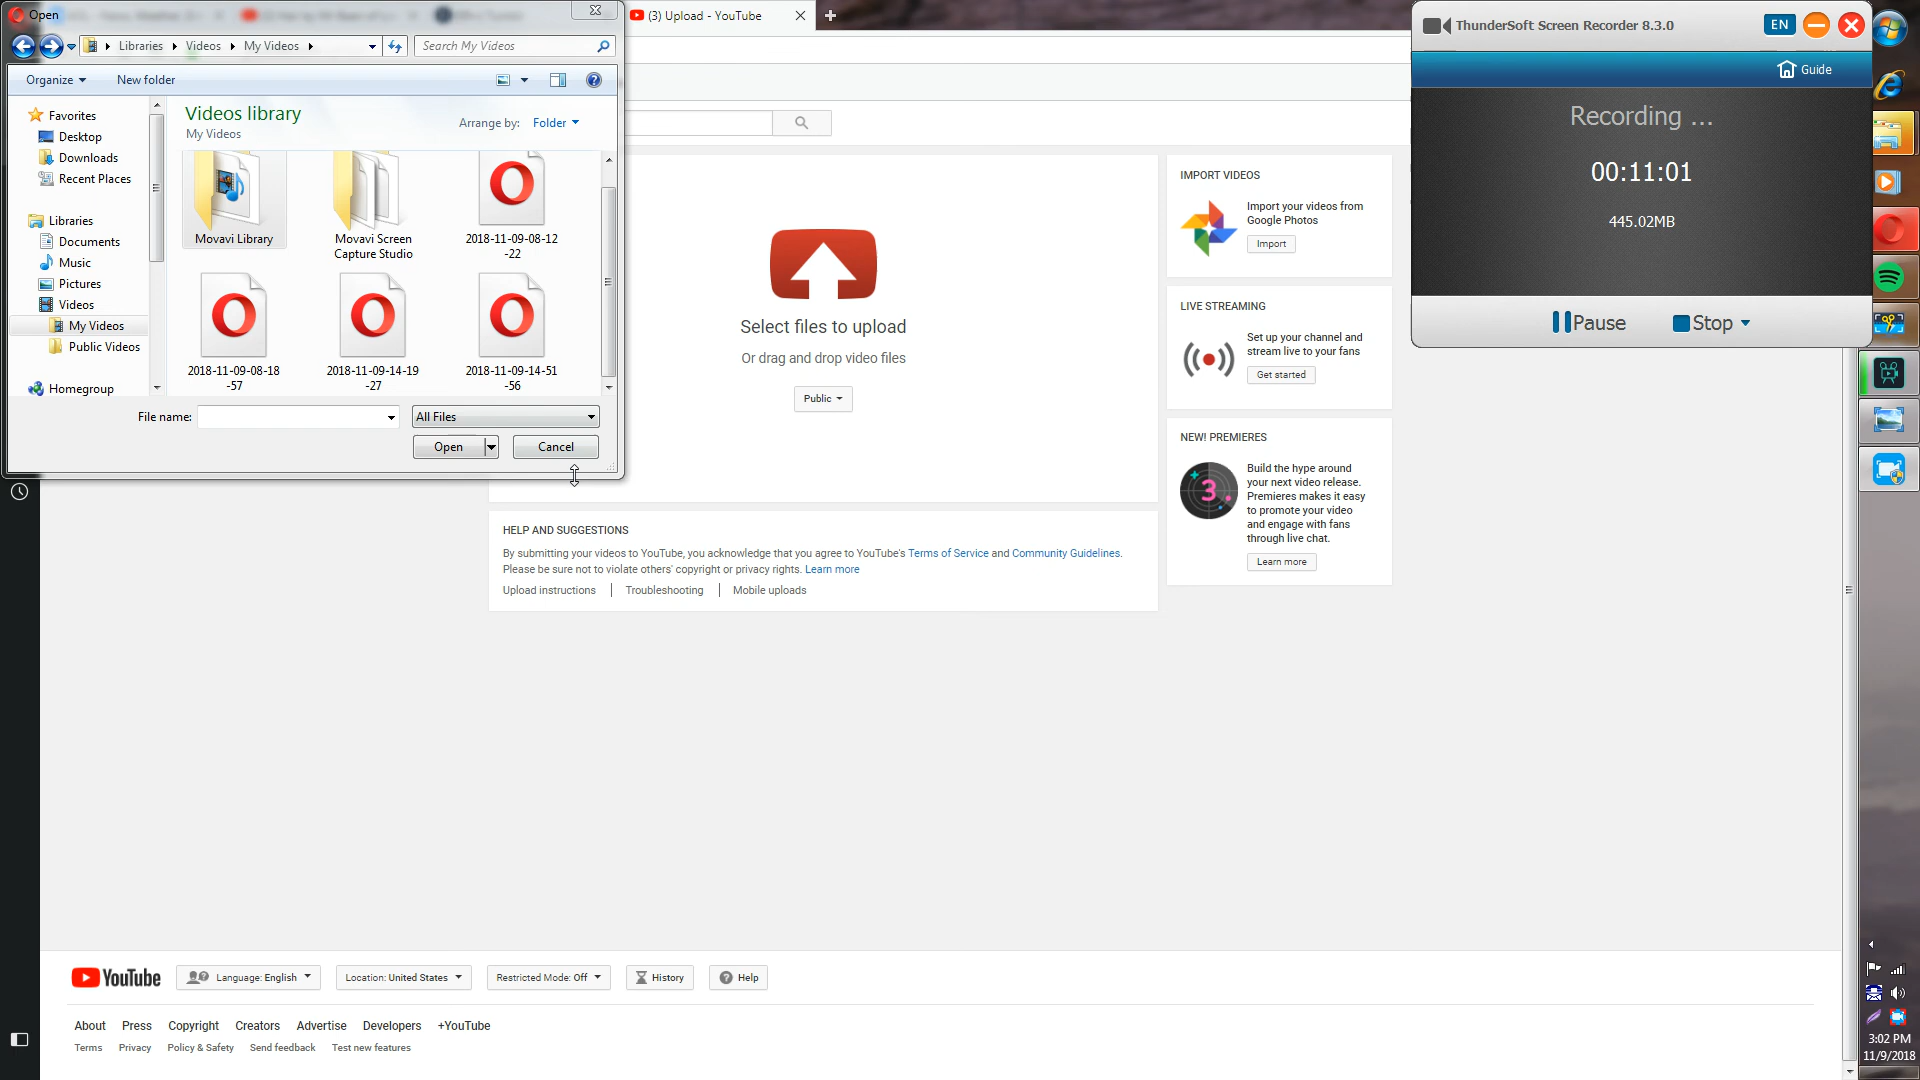 Open
(3) Upload - YouTube
Libraries
Videos
My Videos
Search My Videos
Organize
New folder
Favorites
Desktop
Downloads
Recent Places
Libraries
Documents
Music
Pictures
Videos
My Videos
Public Videos
Homegroup
Videos library
My Videos
Arrange by:
Folder
Movavi Library
Movavi Screen
Capture Studio
2018-11-09-08-12
-22
2018-11-09-08-18
-57
2018-11-09-14-19
-27
2018-11-09-14-51
-56
File name:
All Files
Open
Cancel
Select files to upload
Or drag and drop video files
Public
IMPORT VIDEOS
Import your videos from
Google Photos
Import
LIVE STREAMING
Set up your channel and
stream live to your fans
Get started
NEW! PREMIERES
3
Build the hype around
your next video release.
Premieres makes it easy
to promote your video
and engage with fans
through live chat.
Learn more
HELP AND SUGGESTIONS
By submitting your videos to YouTube, you acknowledge that you agree to YouTube's Terms of Service and Community Guidelines.
Please be sure not to violate others' copyright or privacy rights. Learn more
Upload instructions
Troubleshooting
Mobile uploads
ThunderSoft Screen Recorder 8.3.0
EN
Guide
Recording ...
00:11:01
445.02MB
Pause
Stop
YouTube
Language: English
Location: United States
Restricted Mode: Off
History
Help
About
Press
Copyright
Creators
Advertise
Developers
+YouTube
Terms
Privacy
Policy & Safety
Send feedback
Test new features
3:02 PM
11/9/2018